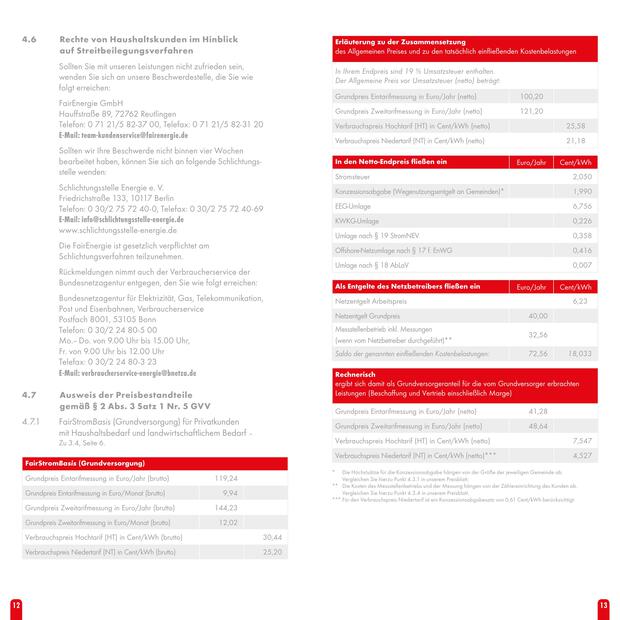 4.6 Rechte von Haushaltskunden im Hinblick
auf Streitbeilegungsverfahren
Sollten Sie mit unseren Leistungen nicht zufrieden sein,
wenden Sie sich an unsere Beschwerdestelle, die Sie wie
folgt erreichen:
FairEnergie GmbH
Hauffstraße 89, 72762 Reutlingen
Telefon: 0 71 21/5 82-37 00, Telefax: 0 71 21/5 82-31 20
E-Mail: team-kundenservice@fairenergie.de
Sollten wir Ihre Beschwerde nicht binnen vier Wochen
bearbeitet haben, können Sie sich an folgende Schlichtungs-
stelle wenden:
Schlichtungsstelle Energie e. V.
Friedrichstraße 133, 10117 Berlin
Telefon: 0 30/2 75 72 40-0, Telefax: 0 30/2 75 72 40-69
E-Mail: info@schlichtungsstelle-energie.de
www.schlichtungsstelle-energie.de
Die FairEnergie ist gesetzlich verpflichtet am
Schlichtungsverfahren teilzunehmen.
Rückmeldungen nimmt auch der Verbraucherservice der
Bundesnetzagentur entgegen, den Sie wie folgt erreichen:
Bundesnetzagentur für Elektrizität, Gas, Telekommunikation,
Post und Eisenbahnen, Verbraucherservice
Postfach 8001, 53105 Bonn
Telefon: 0 30/2 24 80-5 00
Mo.– Do. von 9.00 Uhr bis 15.00 Uhr,
Fr. von 9.00 Uhr bis 12.00 Uhr
Telefax: 0 30/2 24 80-3 23
E-Mail: verbraucherservice-energie@bnetza.de
4.7 Ausweis der Preisbestandteile
gemäß § 2 Abs. 3 Satz 1 Nr. 5 GVV
4.7.1 FairStromBasis (Grundversorgung) für Privatkunden
mit Haushaltsbedarf und landwirtschaftlichem Bedarf –
Zu 3.4, Seite 6.
FairStromBasis (Grundversorgung)
Grundpreis Eintarifmessung in Euro/Jahr (brutto) 119,24
Grundpreis Eintarifmessung in Euro/Monat (brutto) 9,94
Grundpreis Zweitarifmessung in Euro/Jahr (brutto) 144,23
Grundpreis Zweitarifmessung in Euro/Monat (brutto) 12,02
Verbrauchspreis Hochtarif (HT) in Cent/kWh (brutto) 30,44
Verbrauchspreis Niedertarif (NT) in Cent/kWh (brutto) 25,20
12
Erläuterung zu der Zusammensetzung
des Allgemeinen Preises und zu den tatsächlich einfließenden Kostenbelastungen
In Ihrem Endpreis sind 19 % Umsatzsteuer enthalten.
Der Allgemeine Preis vor Umsatzsteuer (netto) beträgt:
Grundpreis Eintarifmessung in Euro/Jahr (netto) 100,20
Grundpreis Zweitarifmessung in Euro/Jahr (netto) 121,20
Verbrauchspreis Hochtarif (HT) in Cent/kWh (netto) 25,58
Verbrauchspreis Niedertarif (NT) in Cent/kWh (netto) 21,18
In den Netto-Endpreis fließen ein Euro/Jahr Cent/kWh
Stromsteuer 2,050
Konzessionsabgabe (Wegenutzungsentgelt an Gemeinden)* 1,990
EEG-Umlage 6,756
KWKG-Umlage 0,226
Umlage nach § 19 StromNEV 0,358
Offshore-Netzumlage nach § 17 f. EnWG 0,416
Umlage nach § 18 AbLaV 0,007
Als Entgelte des Netzbetreibers fließen ein Euro/Jahr Cent/kWh
Netzentgelt Arbeitspreis 6,23
Netzentgelt Grundpreis 40,00
Messstellenbetrieb inkl. Messungen
(wenn vom Netzbetreiber durchgeführt)** 32,56
Saldo der genannten einfließenden Kostenbelastungen: 72,56 18,033
Rechnerisch
ergibt sich damit als Grundversorgeranteil für die vom Grundversorger erbrachten
Leistungen (Beschaffung und Vertrieb einschließlich Marge)
Grundpreis Eintarifmessung in Euro/Jahr (netto) 41,28
Grundpreis Zweitarifmessung in Euro/Jahr (netto) 48,64
Verbrauchspreis Hochtarif (HT) in Cent/kWh (netto) 7,547
Verbrauchspreis Niedertarif (NT) in Cent/kWh (netto)*** 4,527
* Die Höchstsätze für die Konzessionsabgabe hängen von der Größe der jeweiligen Gemeinde ab.
Vergleichen Sie hierzu Punkt 4.3.1 in unserem Preisblatt.
** Die Kosten des Messstellenbetriebs und der Messung hängen von der Zählereinrichtung des Kunden ab.
Vergleichen Sie hierzu Punkt 4.3.4 in unserem Preisblatt.
*** Für den Verbrauchspreis Niedertarif ist ein Konzessionsabgabesatz von 0,61 Cent/kWh berücksichtigt.
13